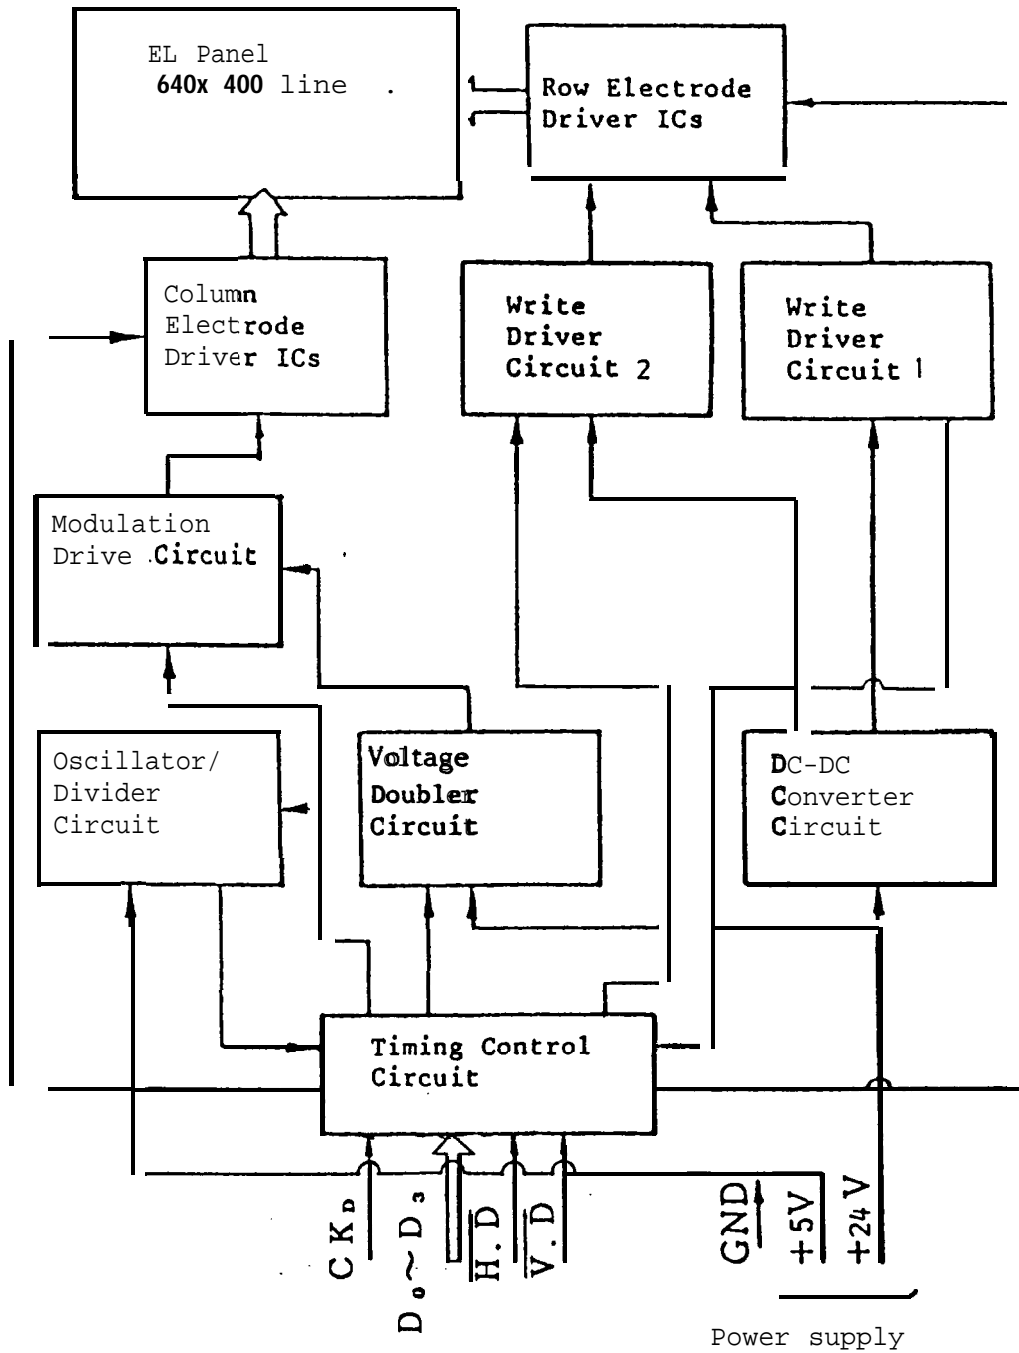 EL Panel
640x 400 line .
Row Electrode
Driver ICs
Column
Electrode
Driver ICs
Write
Driver
Circuit 2
Write
Driver
Circuit 1
Modulation
Drive Circuit
Oscillator/
Divider
Circuit
Voltage
Doubler
Circuit
DC-DC
Converter
Circuit
Timing Control
Circuit
CKD
D0~D3
H.D
V.D
GND
+5V
+24V
Power supply